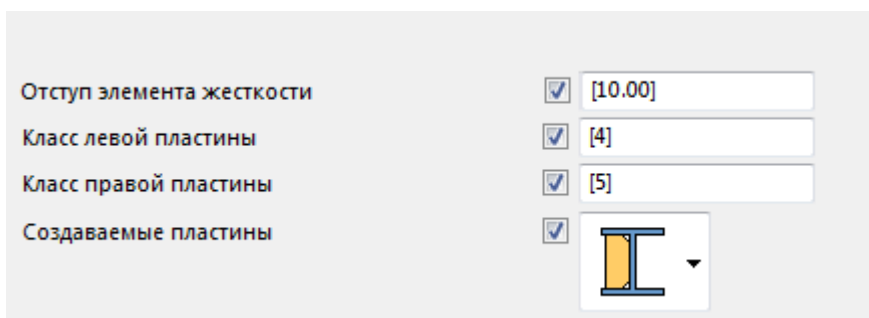 Отступ элемента жесткости [10.00]
Класс левой пластины [4]
Класс правой пластины [5]
Создаваемые пластины